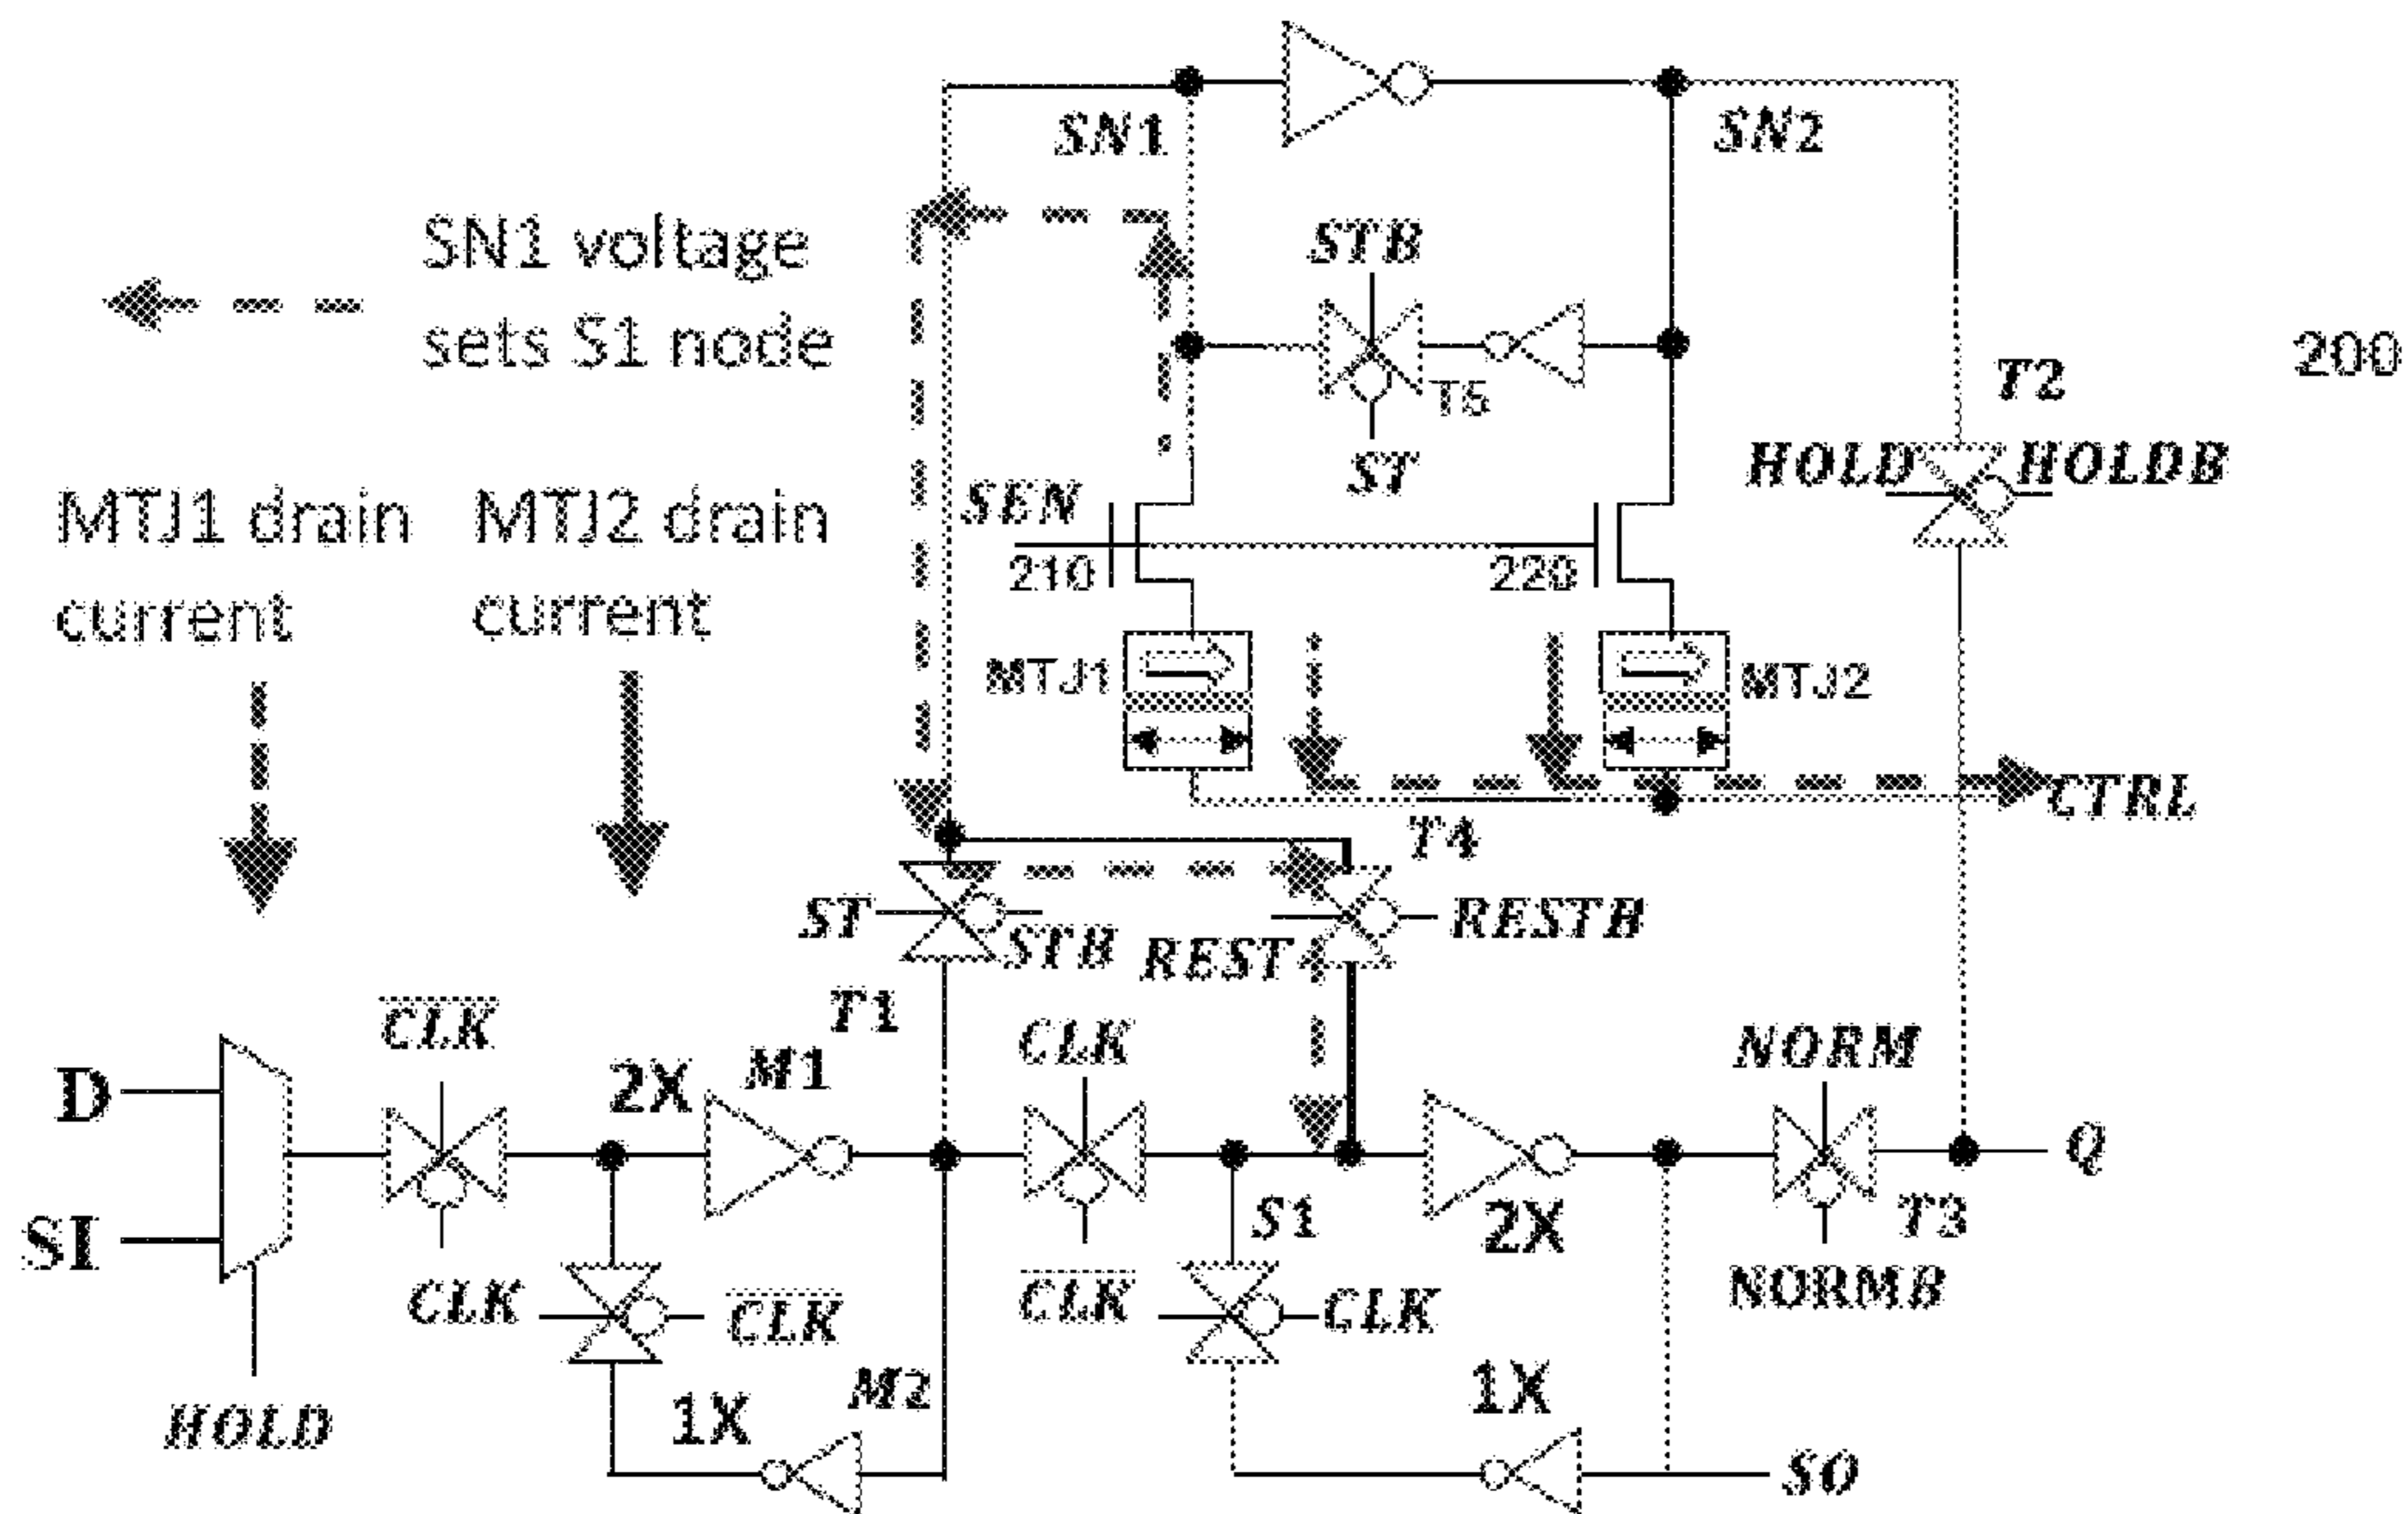 SN1
SN2
SN1 voltage
sets S1 node
STB
200
T2
T5
HOLD
HOLDB
ST
SEN
MTJ1 drain
current
MTJ2 drain
current
210
220
MTJ1
MTJ2
CTRL
T4
ST
STB
REST
RESTB
T1
CLK
CLK
NORM
D
2X
M1
Q
SI
S1
2X
T3
CLK
CLK
CLK
CLK
NORMB
HOLD
1X
M2
1X
SO